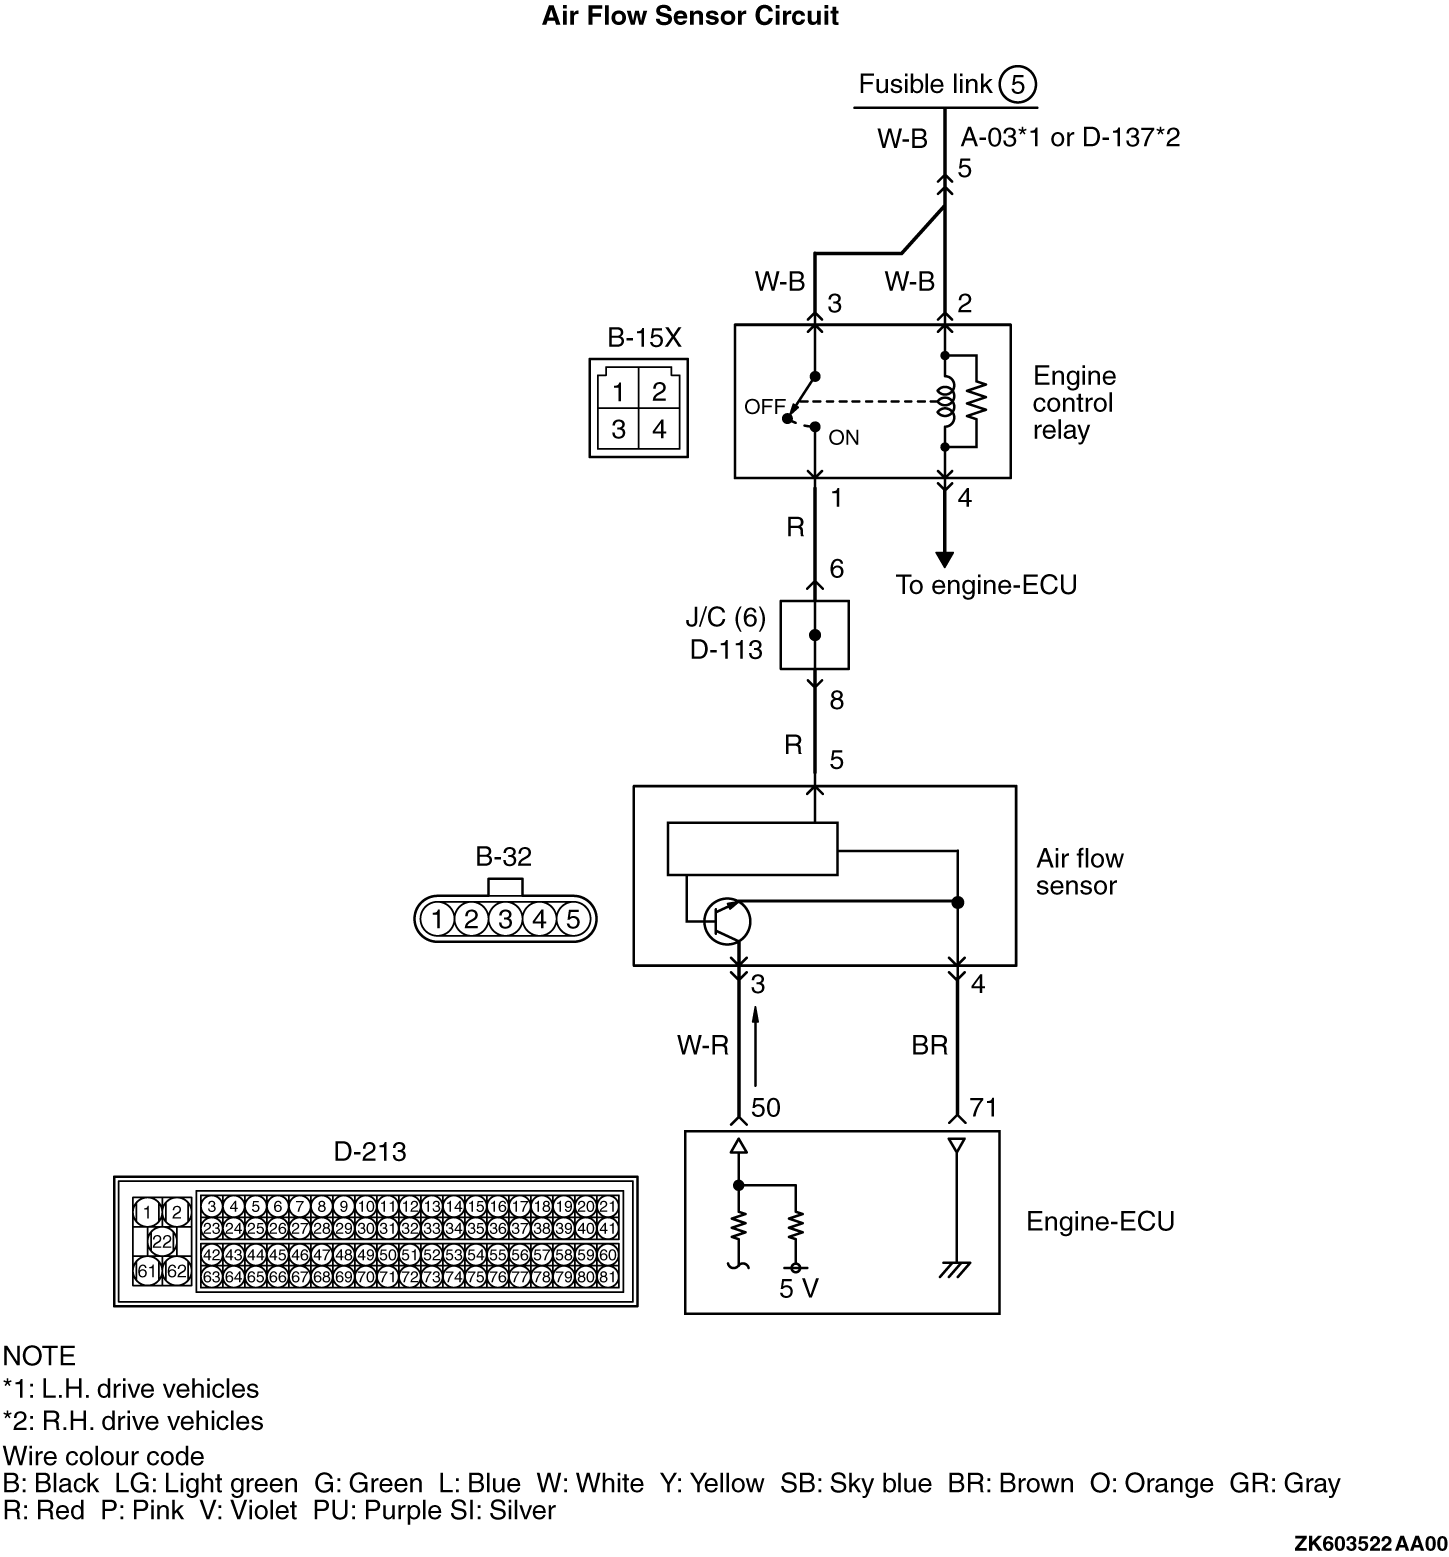 Air Flow Sensor Circuit
Fusible link 5
W-B A-03*1 or D-137*2
5
W-B W-B
3 2
B-15X
1 2
3 4
OFF
ON
Engine
control
relay
1 4
R
6
To engine-ECU
J/C (6)
D-113
8
R
5
B-32
1 2 3 4 5
Air flow
sensor
3 4
W-R BR
50 71
D-213
1 2
22
61 62
3 4 5 6 7 8 9 10 11 12 13 14 15 16 17 18 19 20 21
23 24 25 26 27 28 29 30 31 32 33 34 35 36 37 38 39 40 41
42 43 44 45 46 47 48 49 50 51 52 53 54 55 56 57 58 59 60
63 64 65 66 67 68 69 70 71 72 73 74 75 76 77 78 79 80 81
Engine-ECU
5 V
NOTE
*1: L.H. drive vehicles
*2: R.H. drive vehicles
Wire colour code
B: Black LG: Light green G: Green L: Blue W: White Y: Yellow SB: Sky blue BR: Brown O: Orange GR: Gray
R: Red P: Pink V: Violet PU: Purple SI: Silver
ZK603522AA00